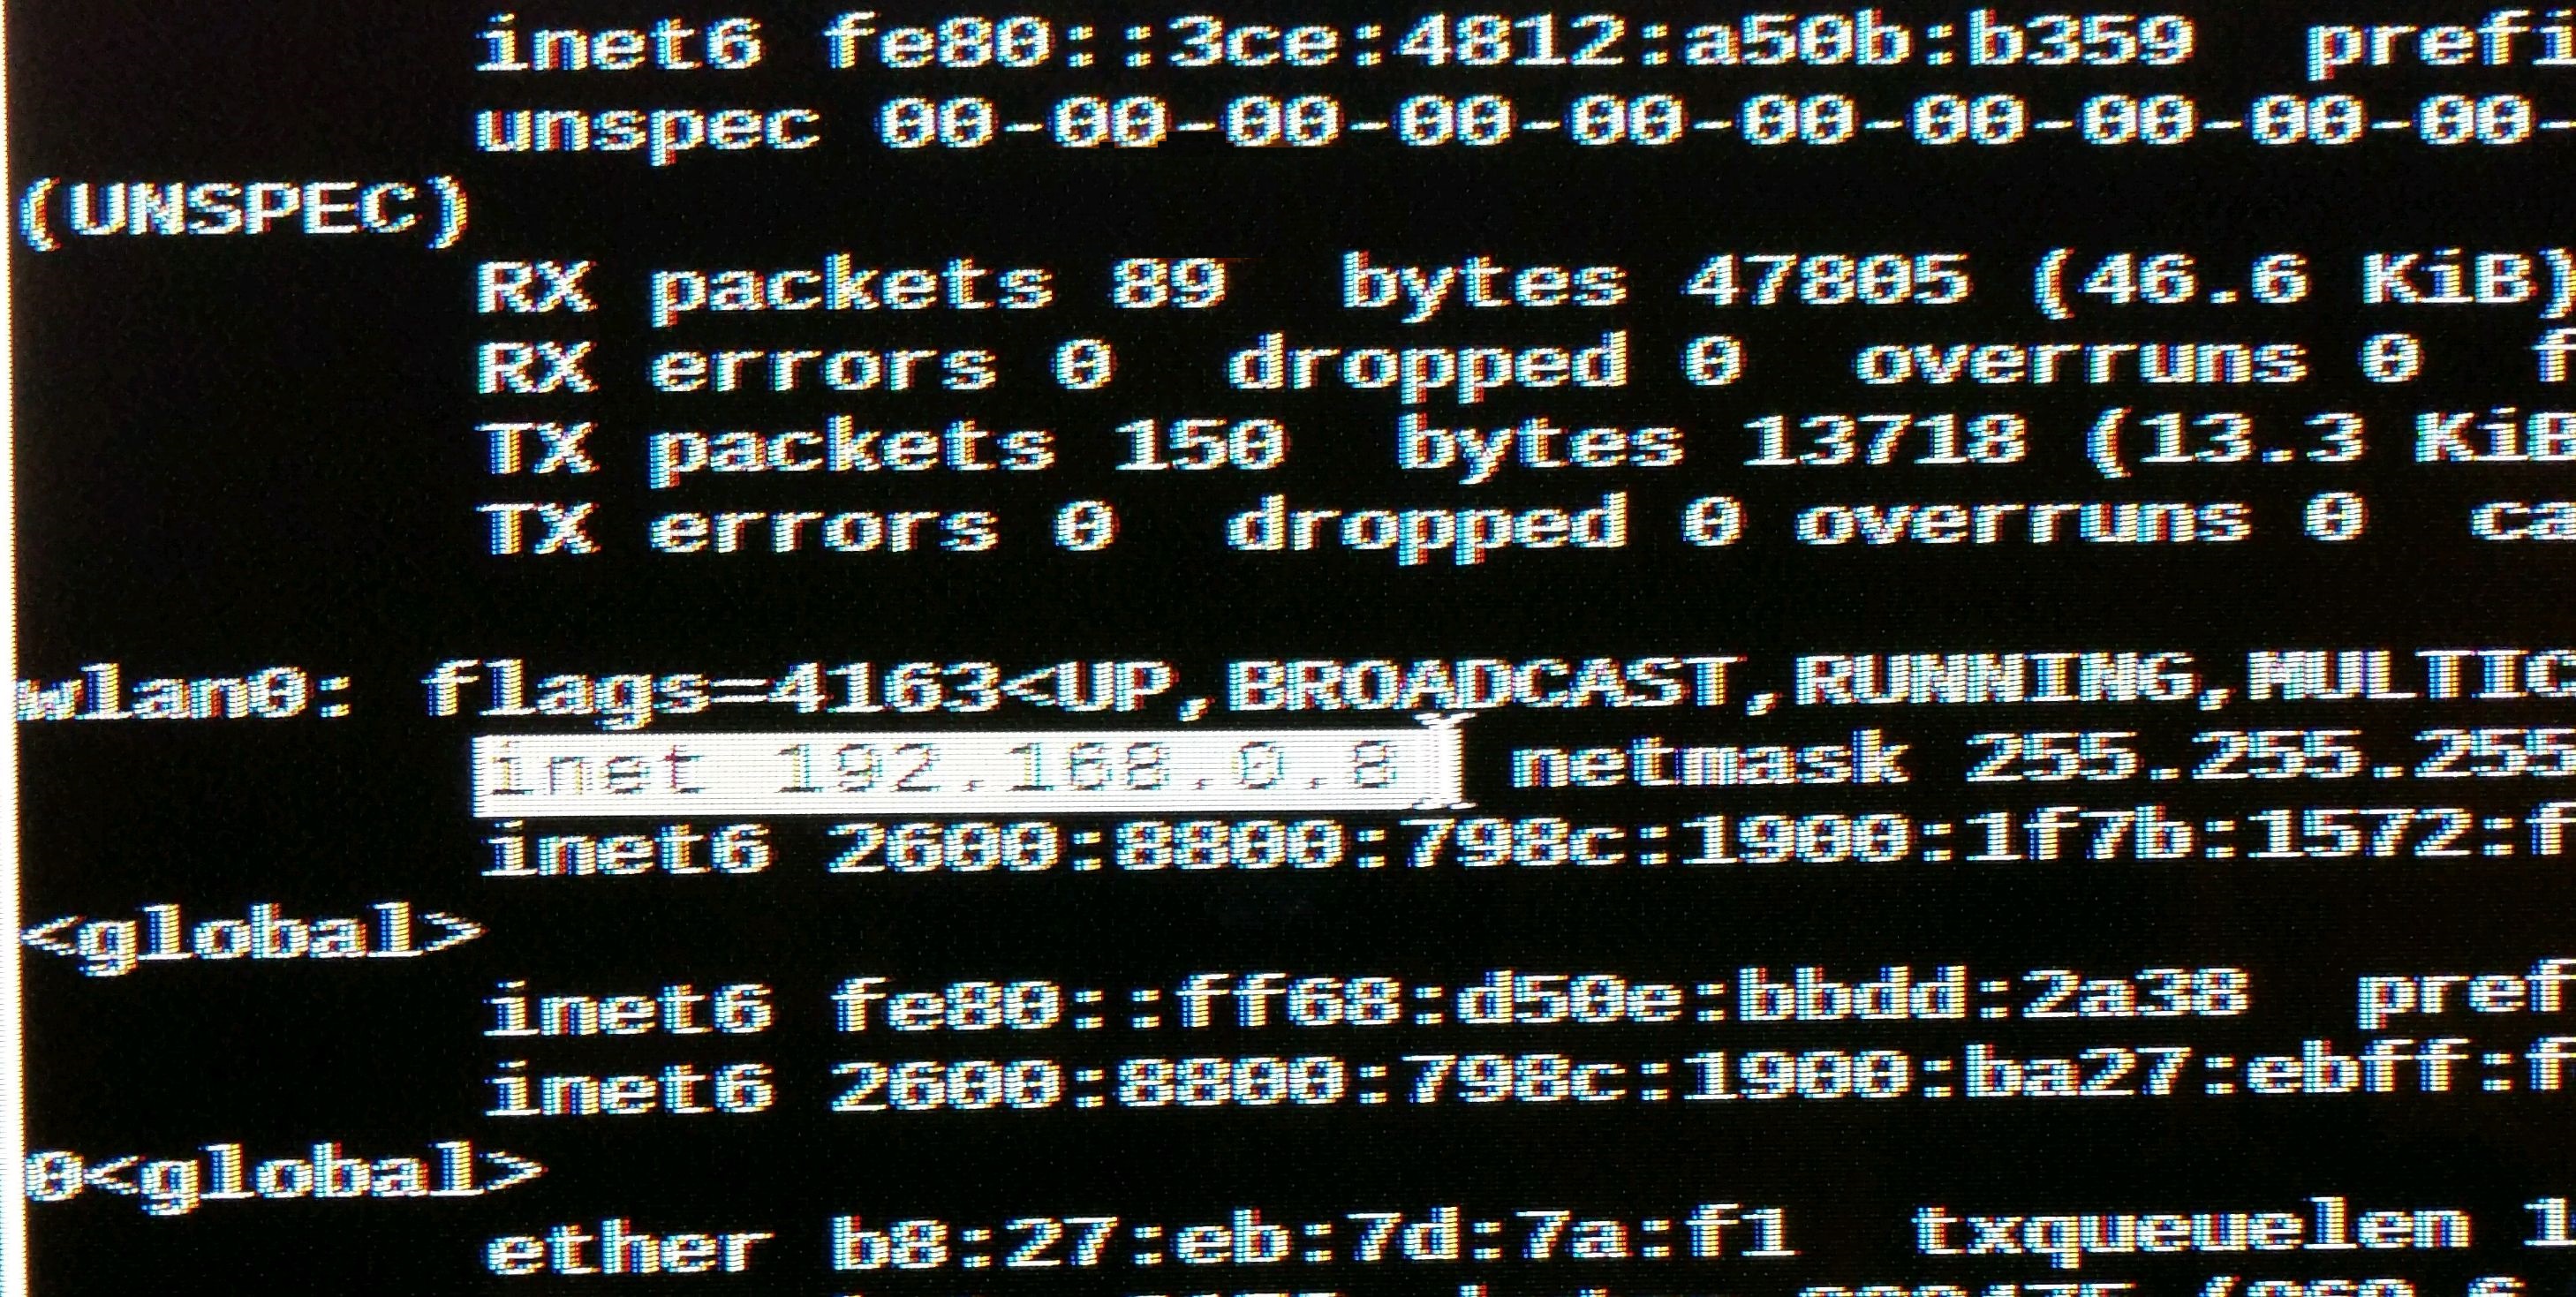 inet6 fe80::3ce:4812:a50b:b359 prefi
unspec 00-00-00-00-00-00-00-00-00-00-
(UNSPEC)
RX packets 89 bytes 47805 (46.6 KiB)
RX errors 0 dropped 0 overruns 0 f
TX packets 150 bytes 13718 (13.3 KiB
TX errors 0 dropped 0 overruns 0 ca
wlan0: flags=4163<UP,BROADCAST,RUNNING,MULTIC
inet 192.168.0.8 netmask 255.255.255
inet6 2600:8800:798c:1900:1f7b:1572:f
<global>
inet6 fe80::ff68:d50e:bbdd:2a38 pref
inet6 2600:8800:798c:1900:ba27:ebff:f
0<global>
ether b8:27:eb:7d:7a:f1 txqueuelen 1